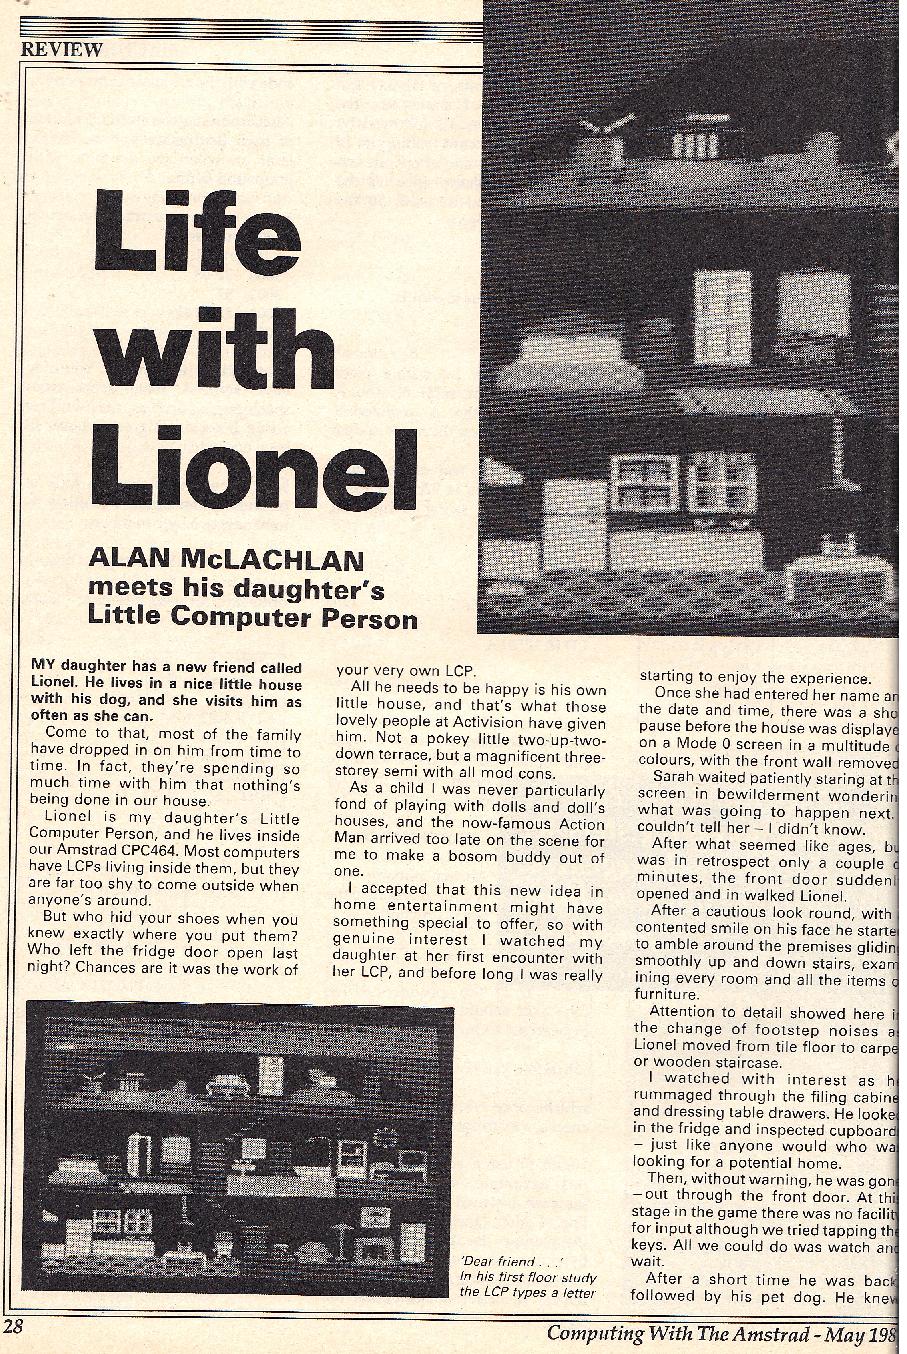 REVIEW
Life
with
Lionel
ALAN McLACHLAN
meets his daughter's
Little Computer Person
MY daughter has a new friend called
Lionel. He lives in a nice little house
with his dog, and she visits him as
often as she can.
Come to that, most of the family
have dropped in on him from time to
time. In fact, they're spending so
much time with him that nothing's
being done in our house.
Lionel is my daughter's Little
Computer Person, and he lives inside
our Amstrad CPC464. Most computers
have LCPs living inside them, but they
are far too shy to come outside when
anyone's around.
But who hid your shoes when you
knew exactly where you put them?
Who left the fridge door open last
night? Chances are it was the work of
your very own LCP.
All he needs to be happy is his own
little house, and that's what those
lovely people at Activision have given
him. Not a pokey little two-up-two-
down terrace, but a magnificent three-
storey semi with all mod cons.
As a child I was never particularly
fond of playing with dolls and doll's
houses, and the now-famous Action
Man arrived too late on the scene for
me to make a bosom buddy out of
one.
I accepted that this new idea in
home entertainment might have
something special to offer, so with
genuine interest I watched my
daughter at her first encounter with
her LCP, and before long I was really
starting to enjoy the experience.
Once she had entered her name
the date and time, there was a
pause before the house was
on a Mode 0 screen in a multitude
colours, with the front wall removed
Sarah waited patiently staring at
screen in bewilderment
what was going to happen next.
couldn't tell her – I didn't know.
After what seemed like ages,
was in retrospect only a couple
minutes, the front door
opened and in walked Lionel.
After a cautious look round, with
contented smile on his face he
to amble around the premises
smoothly up and down stairs,
ining every room and all the items
furniture.
Attention to detail showed here
the change of footstep noises
Lionel moved from tile floor to
or wooden staircase.
I watched with interest as
rummaged through the filing
and dressing table drawers. He
in the fridge and inspected
– just like anyone would who
looking for a potential home.
Then, without warning, he was
– out through the front door. At
stage in the game there was no
for input although we tried tapping
keys. All we could do was watch
wait.
After a short time he was
followed by his pet dog. He
'Dear friend . . .'
In his first floor study
the LCP types a letter
28
Computing With The Amstrad - May 198